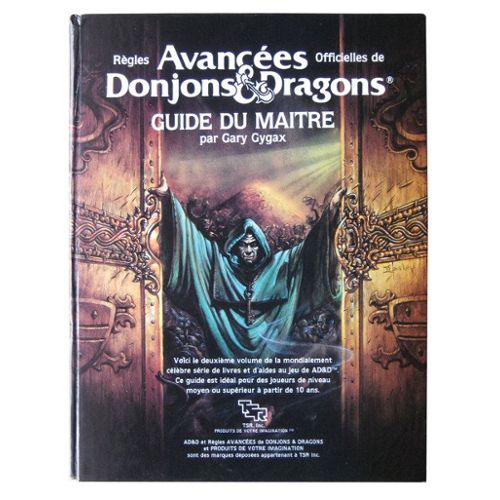 Règles Avancées Officielles de
Donjons & Dragons®
GUIDE DU MAITRE
par Gary Gygax
Voici le deuxième volume de la mondialement
célèbre série de livres et d'aides au jeu de AD&D™.
Ce guide est idéal pour des joueurs de niveau
moyen ou supérieur à partir de 10 ans.
TSR
TSR, Inc.
PRODUITS DE VOTRE IMAGINATION™
AD&D et Règles AVANCÉES de DONJONS & DRAGONS
et PRODUITS DE VOTRE IMAGINATION
sont des marques déposées appartenant à TSR Inc.